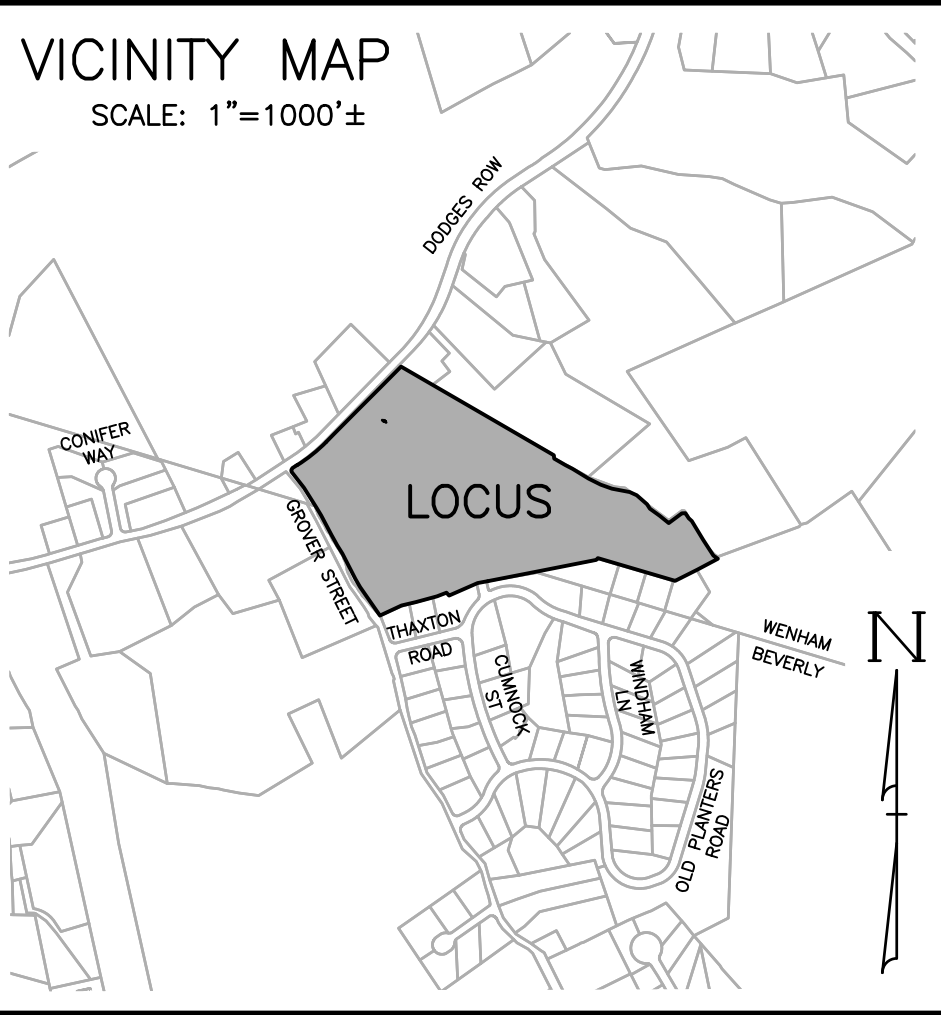 VICINITY MAP
SCALE: 1"=1000'±
DODGES ROW
CONIFER
WAY
LOCUS
GROVER STREET
THAXTON
ROAD
CUMNOCK
ST
WINDHAM
LN
WENHAM
BEVERLY
N
OLD PLANTERS
ROAD